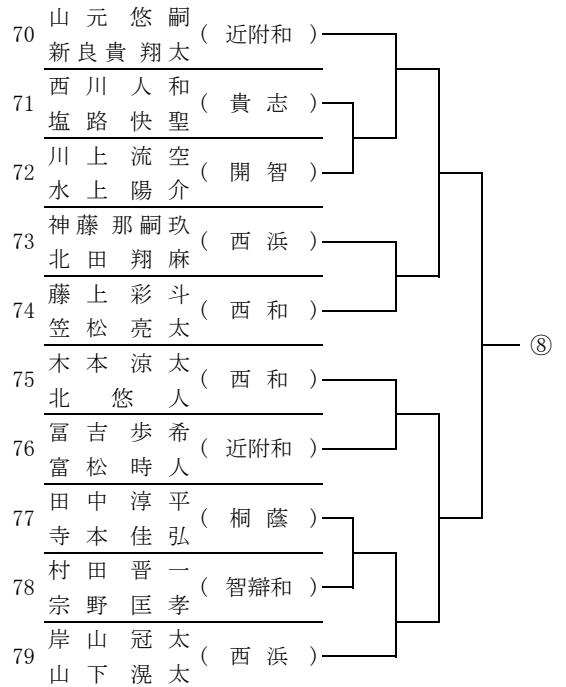 70 山元悠嗣 (近附和)
新良貴翔太
71 西川人和 (貴志)
塩路快聖
72 川上流空 (開智)
水上陽介
73 神藤那嗣玖 (西浜)
北田翔麻
74 藤上彩斗 (西和)
笠松亮太
75 木本涼太 (西和)
北悠人
76 冨吉歩希 (近附和)
富松時人
77 田中淳平 (桐蔭)
寺本佳弘
78 村田晋一 (智辯和)
宗野匡孝
79 岸山冠太 (西浜)
山下滉太
⑧